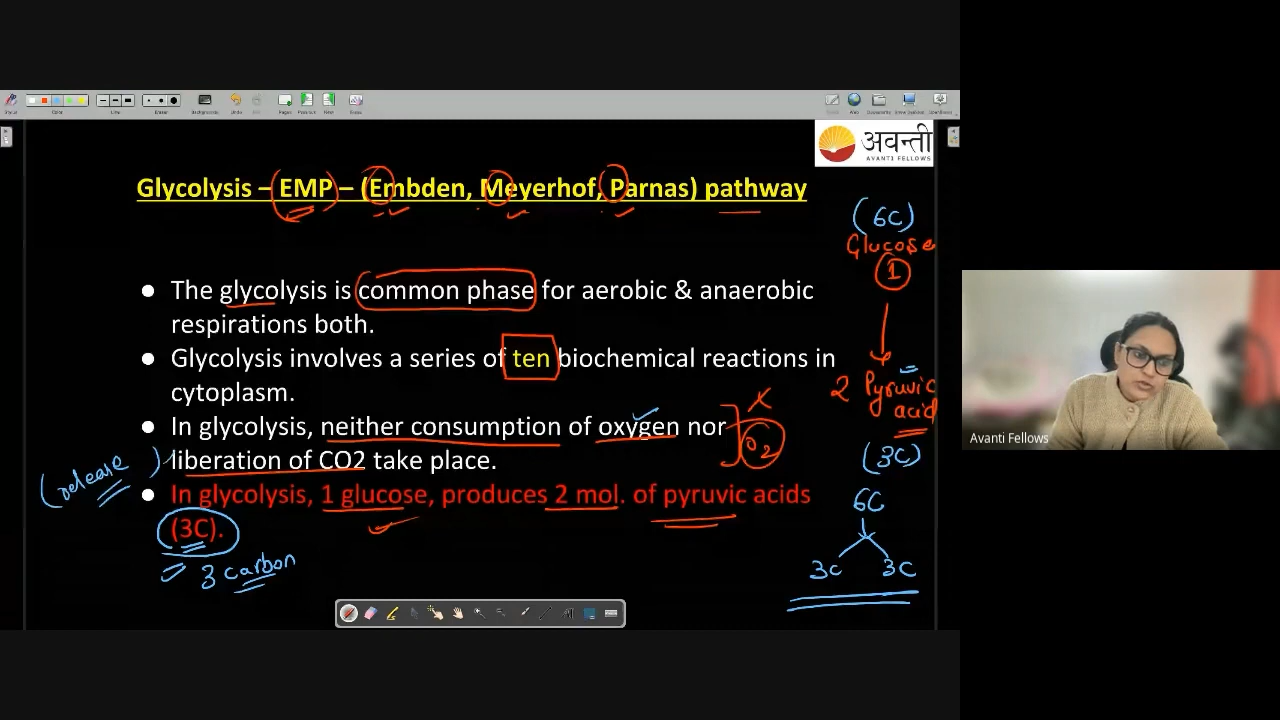 अवन्ती
AVANTI FELLOWS
Glycolysis – EMP – (Embden, Meyerhof, Parnas) pathway
● The glycolysis is common phase for aerobic & anaerobic
respirations both.
● Glycolysis involves a series of ten biochemical reactions in
cytoplasm.
● In glycolysis, neither consumption of oxygen nor
liberation of CO2 take place.
● In glycolysis, 1 glucose, produces 2 mol. of pyruvic acids
(3C).
(release)
3 carbon
O2
(6C)
Glucose
1
2 Pyruvic
acid
(3C)
6C
3C 3C
Avanti Fellows